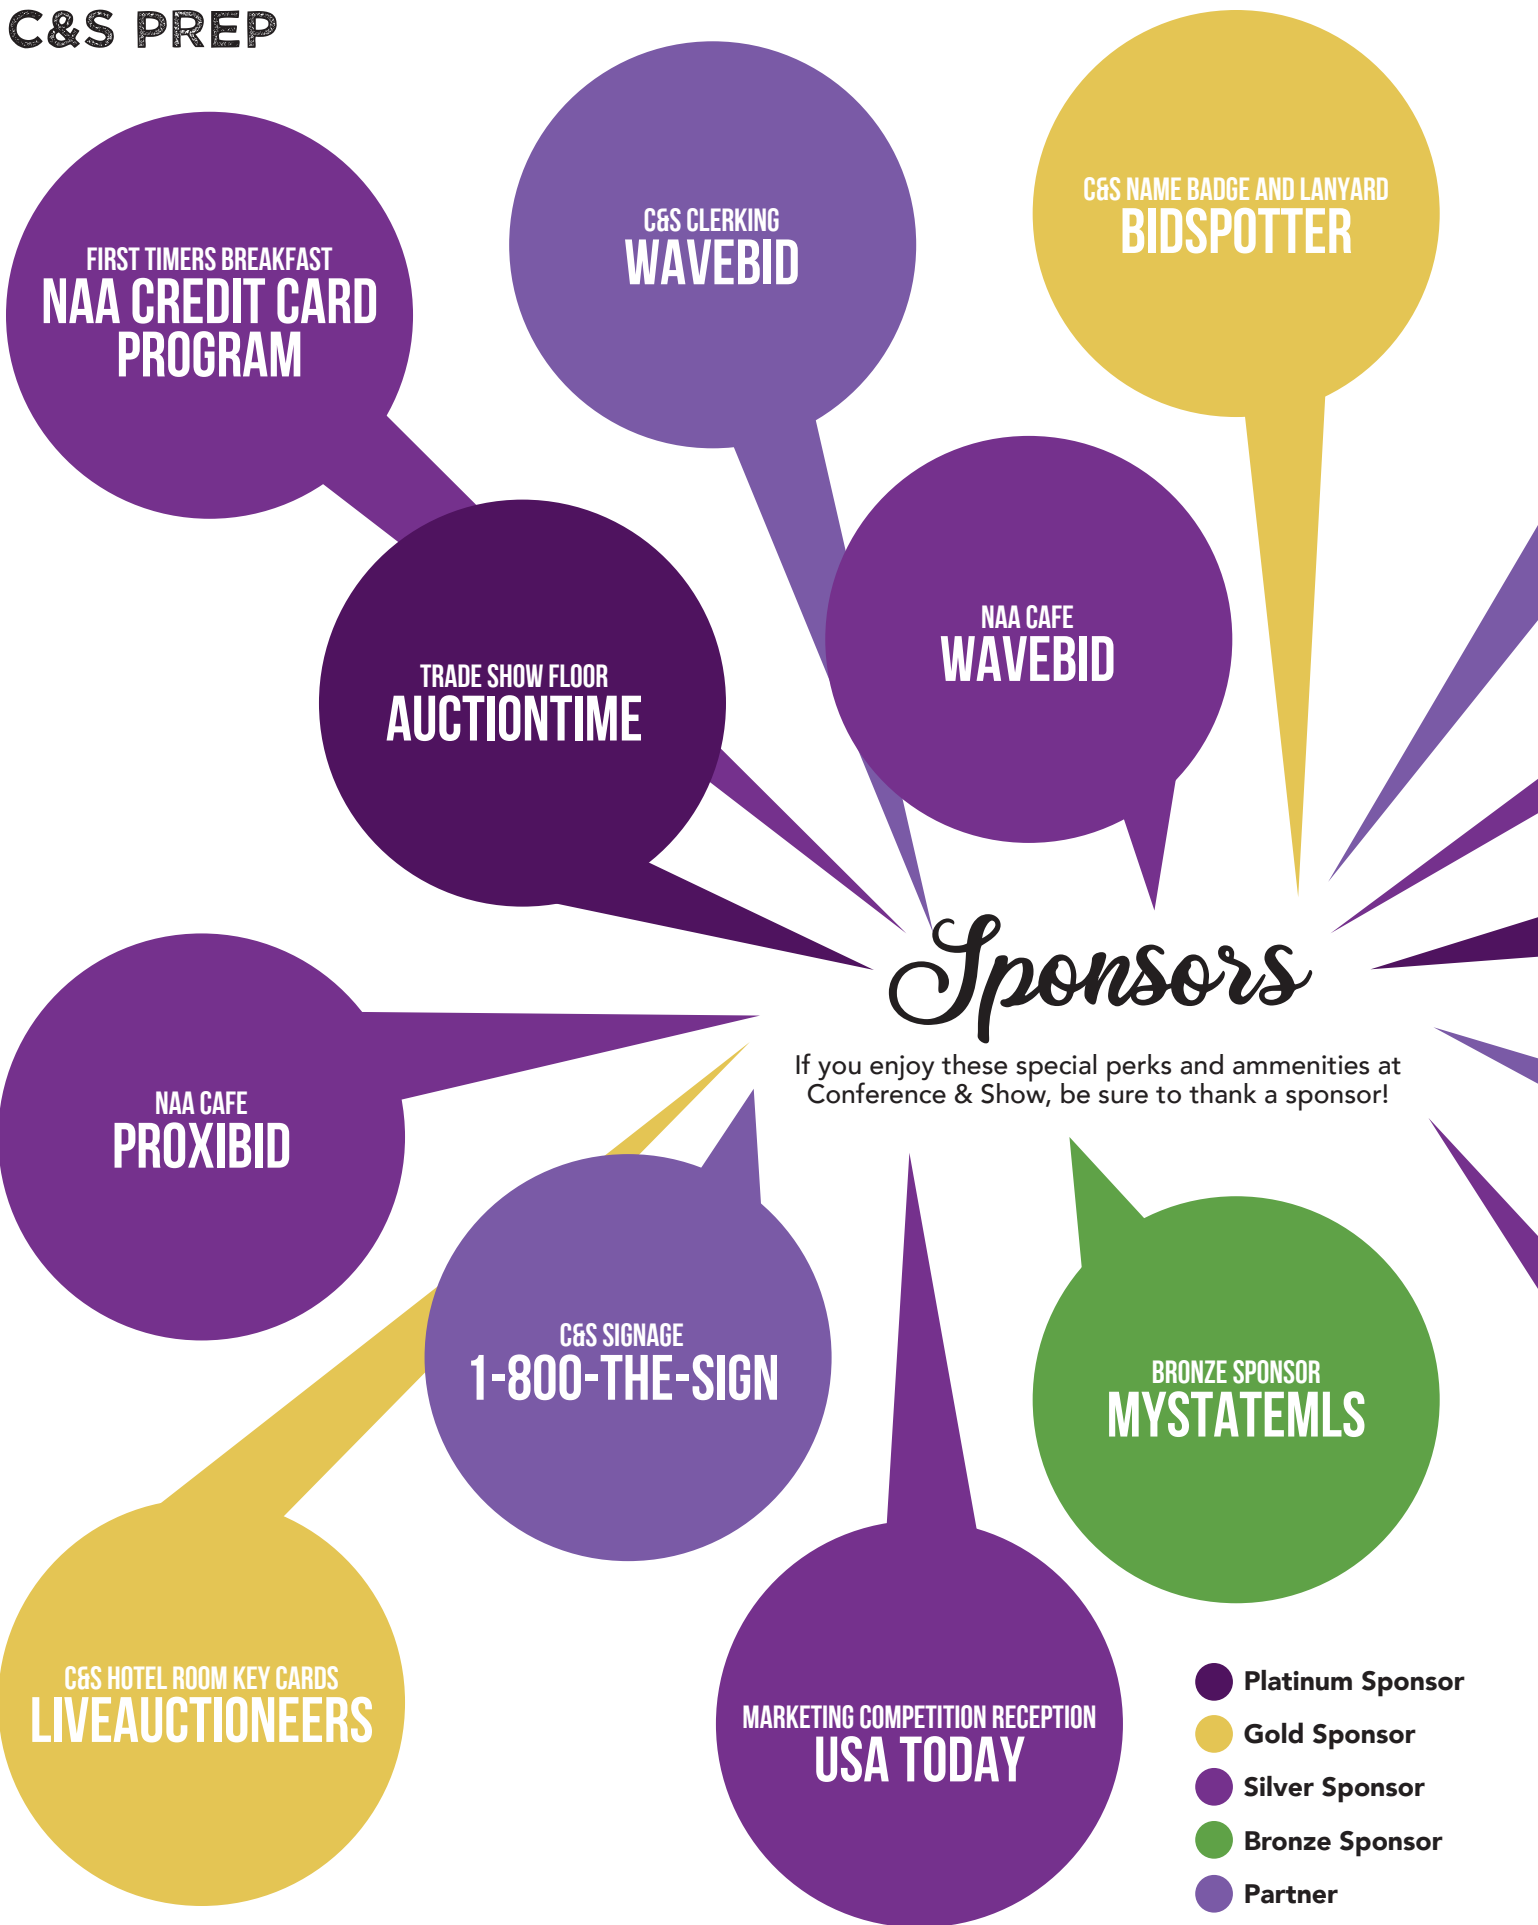 C&S PREP
FIRST TIMERS BREAKFAST
NAA CREDIT CARD
PROGRAM
C&S CLERKING
WAVEBID
C&S NAME BADGE AND LANYARD
BIDSPOTTER
TRADE SHOW FLOOR
AUCTIONTIME
NAA CAFE
WAVEBID
Sponsors
If you enjoy these special perks and ammenities at
Conference & Show, be sure to thank a sponsor!
NAA CAFE
PROXIBID
C&S SIGNAGE
1-800-THE-SIGN
BRONZE SPONSOR
MYSTATEMLS
C&S HOTEL ROOM KEY CARDS
LIVEAUCTIONEERS
MARKETING COMPETITION RECEPTION
USA TODAY
Platinum Sponsor
Gold Sponsor
Silver Sponsor
Bronze Sponsor
Partner